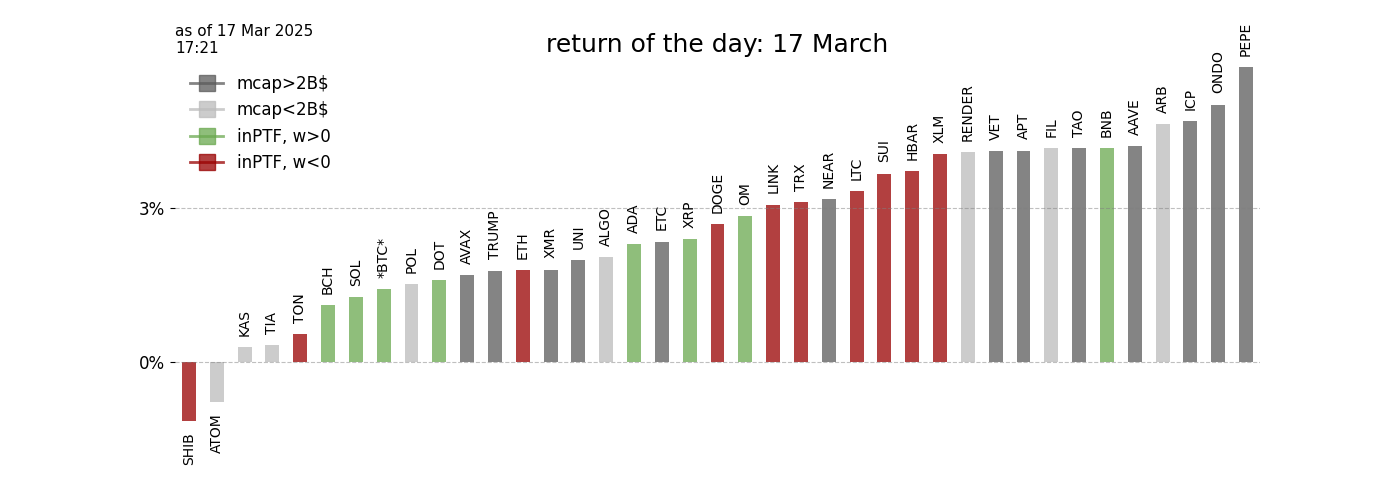 as of 17 Mar 2025
17:21
return of the day: 17 March
mcap>2B$
mcap<2B$
inPTF, w>0
inPTF, w<0
3%
0%
SHIB
ATOM
KAS
TIA
TON
BCH
SOL
*BTC*
POL
DOT
AVAX
TRUMP
ETH
XMR
UNI
ALGO
ADA
ETC
XRP
DOGE
OM
LINK
TRX
NEAR
LTC
SUI
HBAR
XLM
RENDER
VET
APT
FIL
TAO
BNB
AAVE
ARB
ICP
ONDO
PEPE